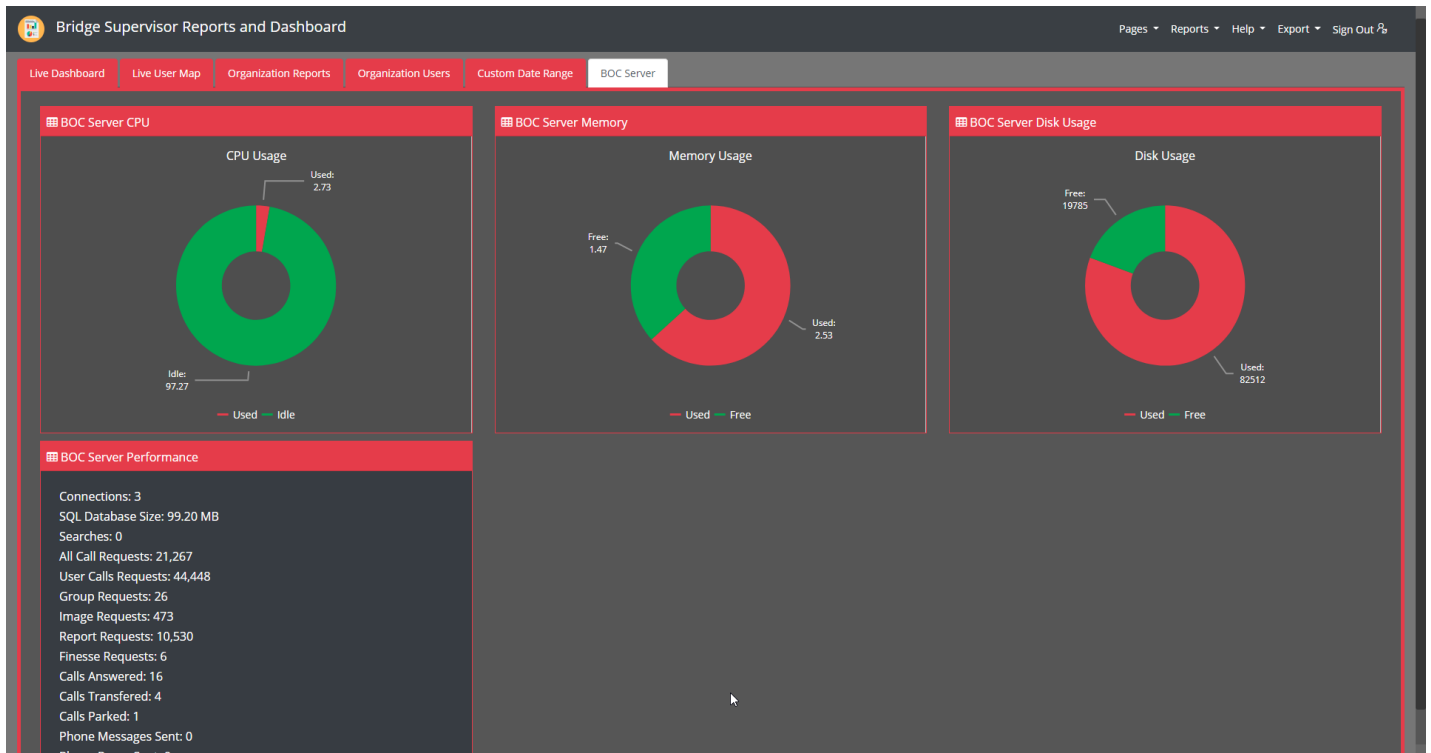 Bridge Supervisor Reports and Dashboard
Pages Reports Help Export Sign Out
Live Dashboard Live User Map Organization Reports Organization Users Custom Date Range BOC Server
BOC Server CPU
CPU Usage
Used:
2.73
Idle:
97.27
Used Idle
BOC Server Memory
Memory Usage
Free:
1.47
Used:
2.53
Used Free
BOC Server Disk Usage
Disk Usage
Free:
19785
Used:
82512
Used Free
BOC Server Performance
Connections: 3
SQL Database Size: 99.20 MB
Searches: 0
All Call Requests: 21,267
User Calls Requests: 44,448
Group Requests: 26
Image Requests: 473
Report Requests: 10,530
Finesse Requests: 6
Calls Answered: 16
Calls Transfered: 4
Calls Parked: 1
Phone Messages Sent: 0